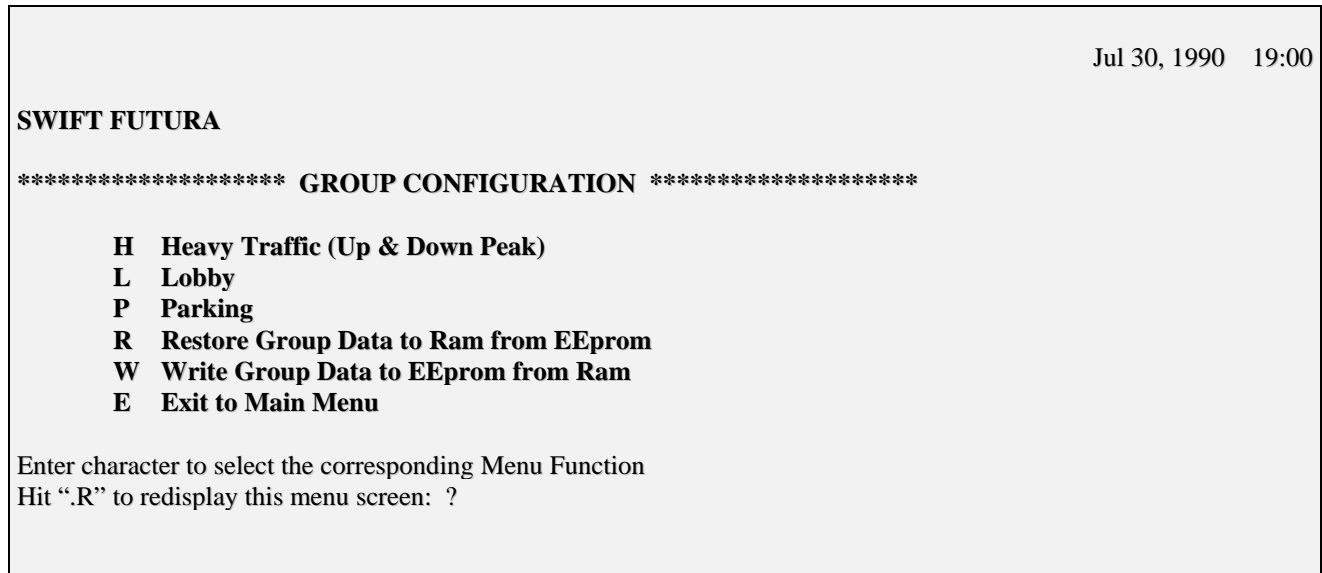 Jul 30, 1990 19:00
SWIFT FUTURA
******************** GROUP CONFIGURATION ********************
H Heavy Traffic (Up & Down Peak)
L Lobby
P Parking
R Restore Group Data to Ram from EEprom
W Write Group Data to EEprom from Ram
E Exit to Main Menu
Enter character to select the corresponding Menu Function
Hit “.R” to redisplay this menu screen: ?